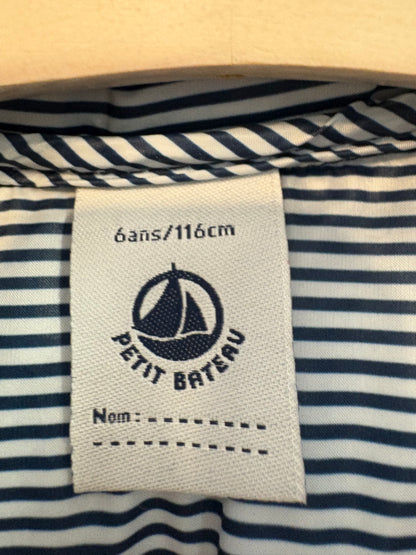 6ans/116cm
PETIT BATEAU
Nom : - - - - - - - -
- - - - - - - - - - - -